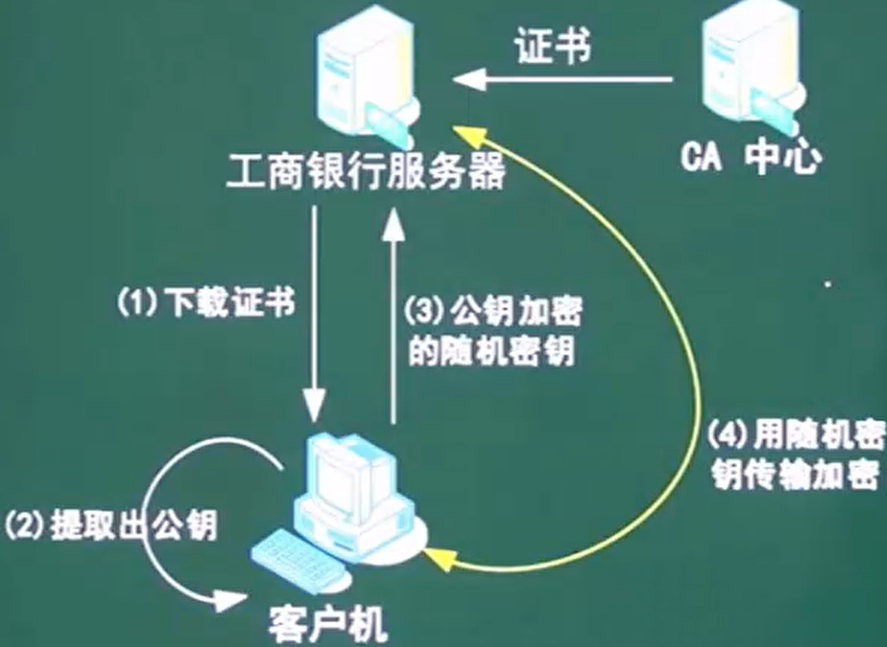 证书
工商银行服务器
CA 中心
(1)下载证书
(3)公钥加密
的随机密钥
(4)用随机密
钥传输加密
(2)提取出公钥
客户机